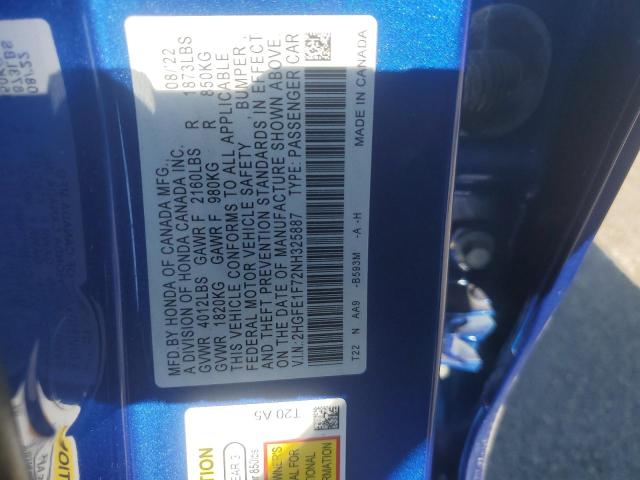 MFD.BY HONDA OF CANADA MFG., 08/22
A DIVISION OF HONDA CANADA INC.
GVWR 4012LBS GAWR F 2160LBS R 1873LBS
GVWR 1820KG GAWR F 980KG R 850KG
THIS VEHICLE CONFORMS TO ALL APPLICABLE
FEDERAL MOTOR VEHICLE SAFETY, BUMPER,
AND THEFT PREVENTION STANDARDS IN EFFECT
ON THE DATE OF MANUFACTURE SHOWN ABOVE.
V.I.N.:2HGFE1F72NH325887 TYPE: PASSENGER CAR
T22 N AA9 -B593M -A -H MADE IN CANADA
T20 A5
EAR 3